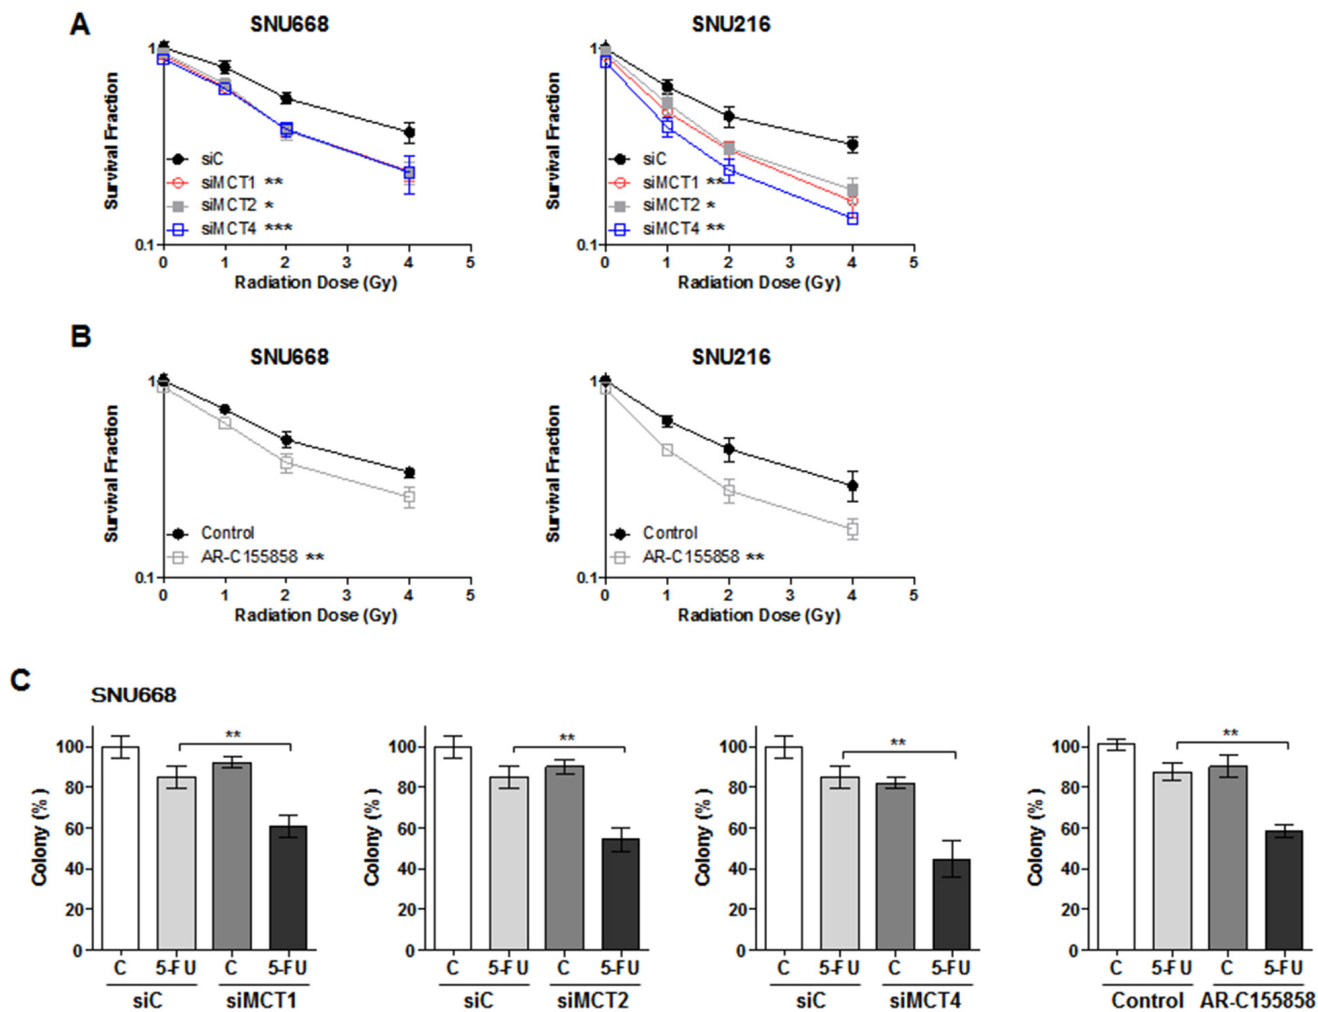 A
SNU668
SNU216
Survival Fraction
1
0.1
siC
siMCT1 **
siMCT2 *
siMCT4 ***
0 1 2 3 4 5
Radiation Dose (Gy)
Survival Fraction
1
0.1
siC
siMCT1 **
siMCT2 *
siMCT4 **
0 1 2 3 4 5
Radiation Dose (Gy)
B
SNU668
SNU216
Survival Fraction
1
0.1
Control
AR-C155858 **
0 1 2 3 4 5
Radiation Dose (Gy)
Survival Fraction
1
0.1
Control
AR-C155858 **
0 1 2 3 4 5
Radiation Dose (Gy)
C
SNU668
Colony (%)
100
80
60
40
20
0
**
C 5-FU C 5-FU
siC siMCT1
Colony (%)
100
80
60
40
20
0
**
C 5-FU C 5-FU
siC siMCT2
Colony (%)
100
80
60
40
20
0
**
C 5-FU C 5-FU
siC siMCT4
Colony (%)
100
80
60
40
20
0
**
C 5-FU C 5-FU
Control AR-C155858